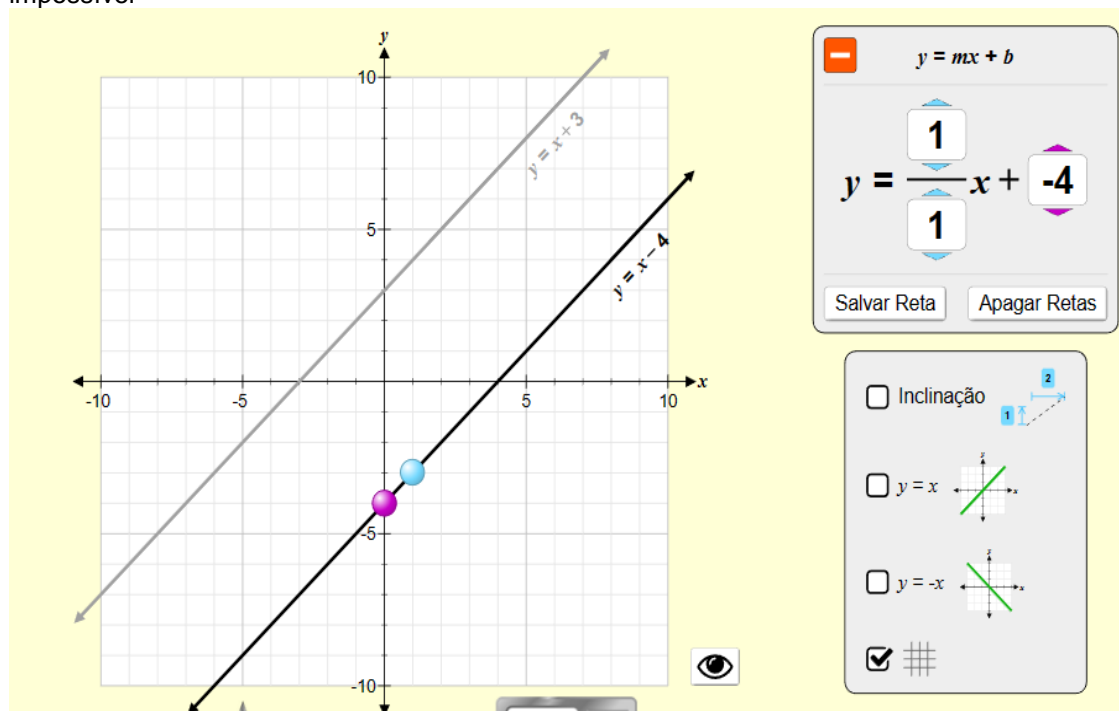 impossível
y
10
y = x + 3
5
y = x − 4
x
-10
-5
5
10
-5
-10
y = mx + b
y = 1/1 x + -4
Salvar Reta
Apagar Retas
Inclinação
2
1
y = x
y
x
y = -x
y
x